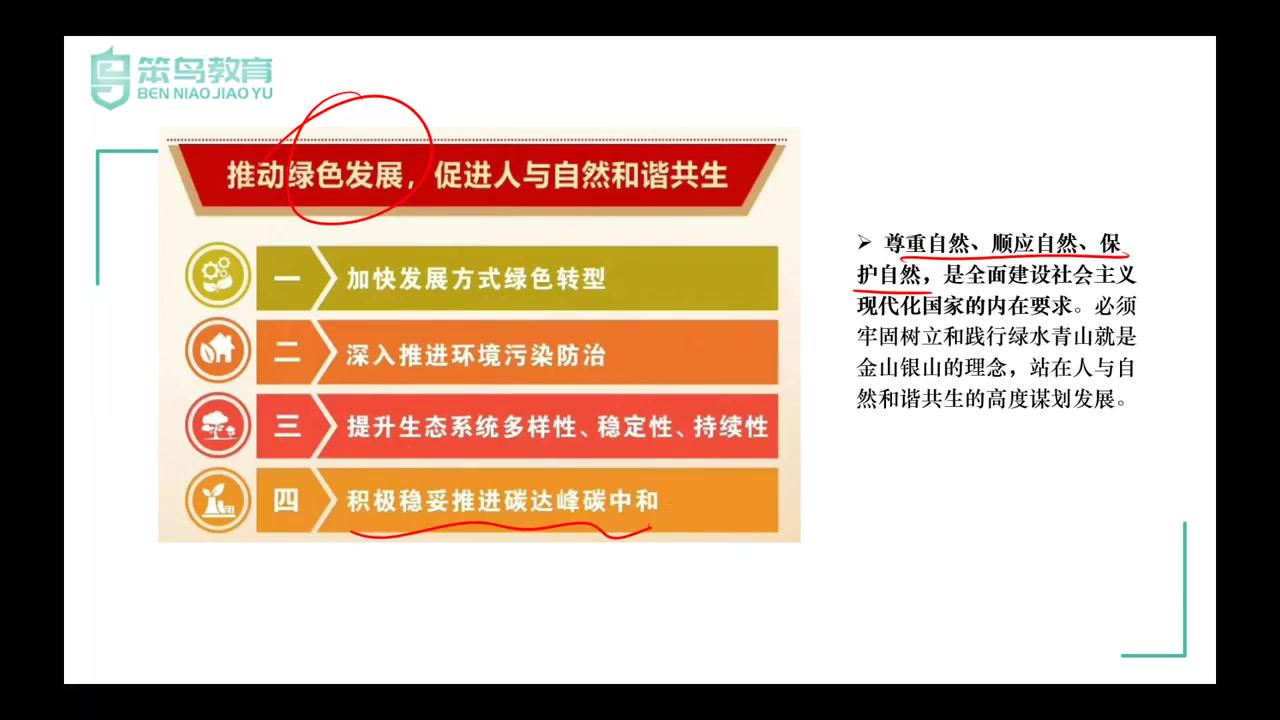 笨鸟教育
BEN NIAO JIAO YU
推动绿色发展，促进人与自然和谐共生
一 加快发展方式绿色转型
二 深入推进环境污染防治
三 提升生态系统多样性、稳定性、持续性
四 积极稳妥推进碳达峰碳中和
➢ 尊重自然、顺应自然、保
护自然，是全面建设社会主义
现代化国家的内在要求。必须
牢固树立和践行绿水青山就是
金山银山的理念，站在人与自
然和谐共生的高度谋划发展。